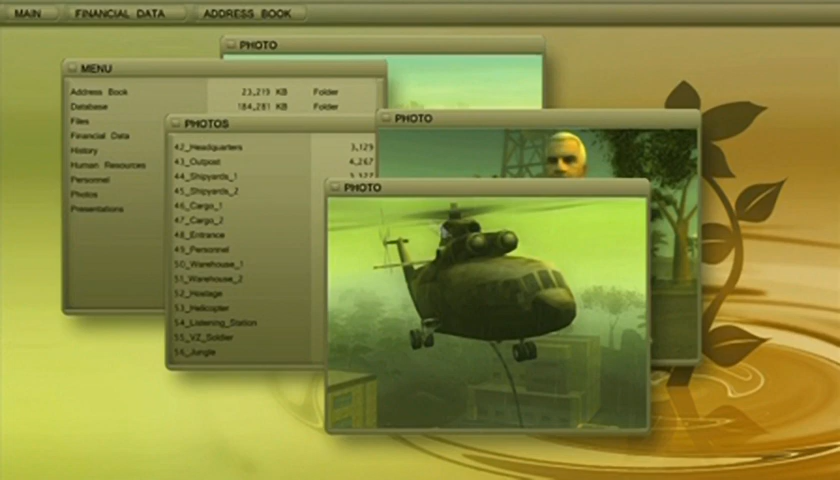 MAIN FINANCIAL DATA ADDRESS BOOK
PHOTO
MENU
Address Book 23,219 KB Folder
Database 184,281 KB Folder
Files
Financial Data
History
Human Resources
Personnel
Photos
Presentations
PHOTOS
42_Headquarters 3,129
43_Outpost 4,267
44_Shipyards_1
45_Shipyards_2
46_Cargo_1
47_Cargo_2
48_Entrance
49_Personnel
50_Warehouse_1
51_Warehouse_2
52_Hostage
53_Helicopter
54_Listening_Station
55_VZ_Soldier
56_Jungle
PHOTO
PHOTO